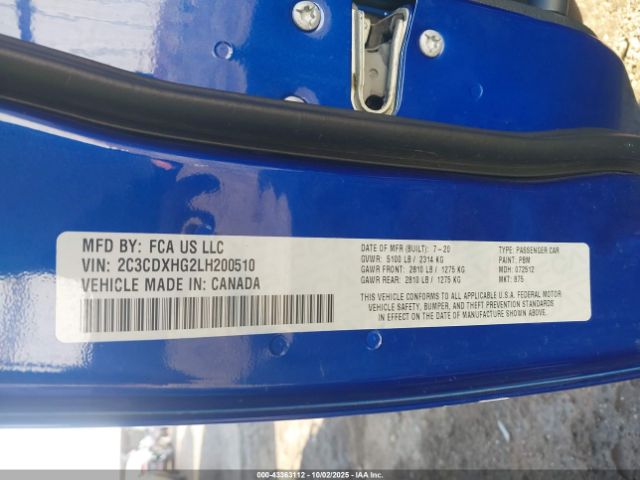 MFD BY: FCA US LLC
VIN: 2C3CDXHG2LH200510
VEHICLE MADE IN: CANADA
DATE OF MFR (BUILT): 7-20
GVWR: 5100 LB / 2314 KG
GAWR FRONT: 2810 LB / 1275 KG
GAWR REAR: 2810 LB / 1275 KG
TYPE: PASSENGER CAR
PAINT: PBM
MDH: 072512
MKT: 875
THIS VEHICLE CONFORMS TO ALL APPLICABLE U.S.A. FEDERAL MOTOR
VEHICLE SAFETY, BUMPER, AND THEFT PREVENTION STANDARDS
IN EFFECT ON THE DATE OF MANUFACTURE SHOWN ABOVE.
000-43363112 - 10/02/2025 - VEHICLE